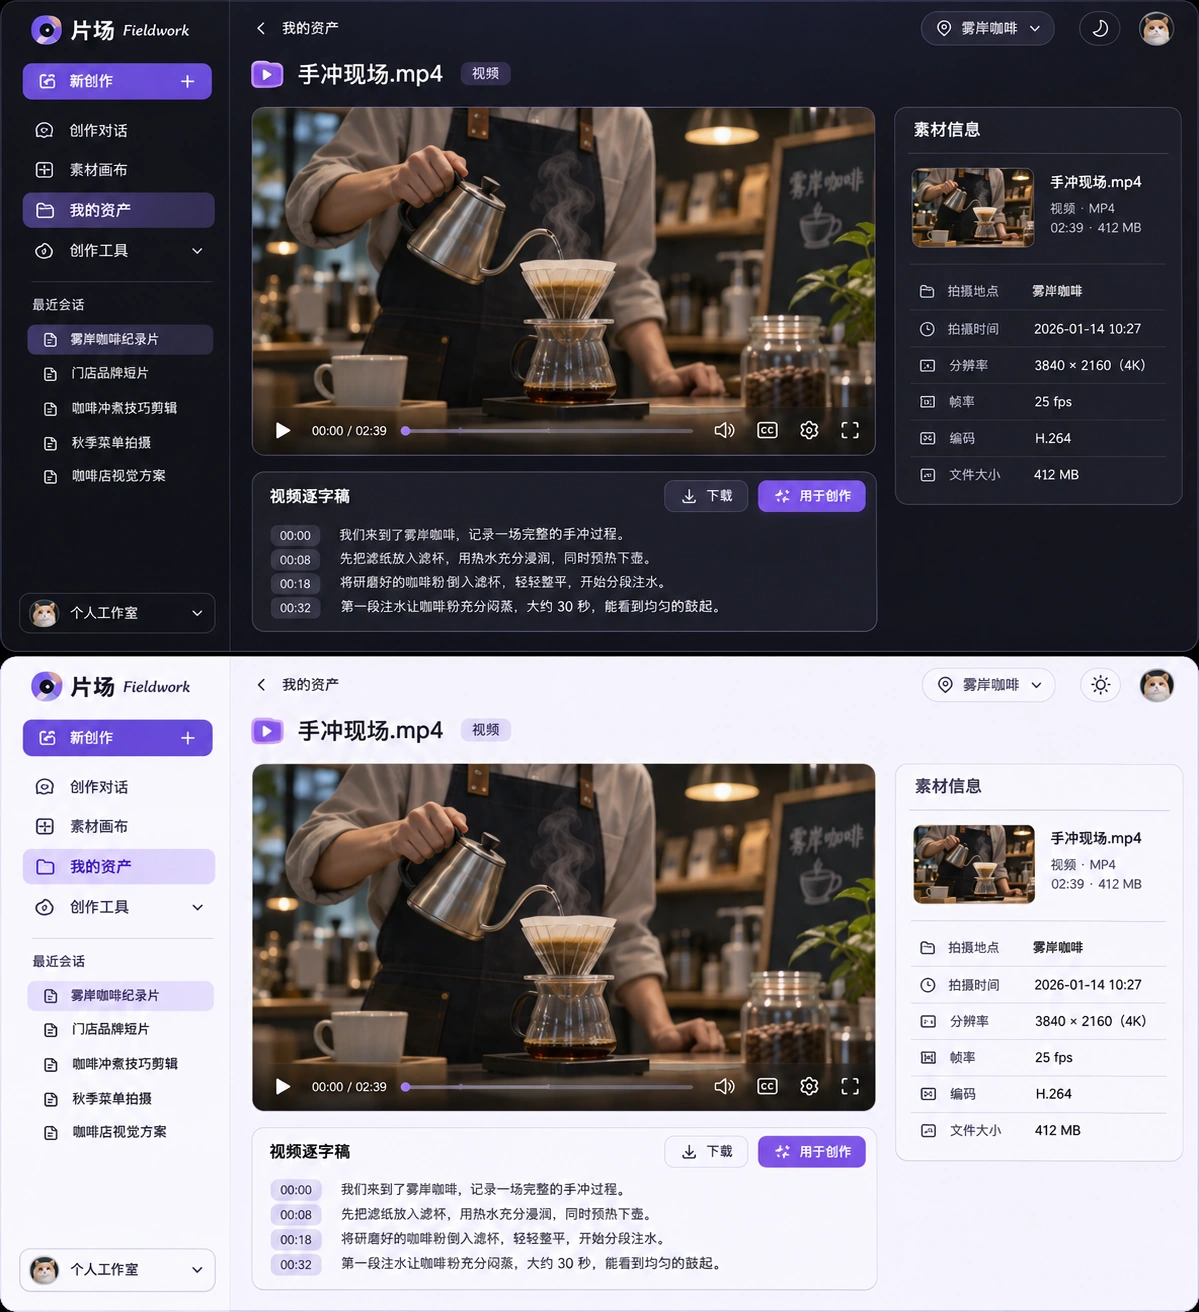 片场 Fieldwork
新创作
创作对话
素材画布
我的资产
创作工具
最近会话
雾岸咖啡纪录片
门店品牌短片
咖啡冲煮技巧剪辑
秋季菜单拍摄
咖啡店视觉方案
个人工作室
我的资产
雾岸咖啡
手冲现场.mp4 视频
雾岸咖啡
00:00 / 02:39
CC
视频逐字稿
下载
用于创作
00:00 我们来到了雾岸咖啡，记录一场完整的手冲过程。
00:08 先把滤纸放入滤杯，用热水充分浸润，同时预热下壶。
00:18 将研磨好的咖啡粉倒入滤杯，轻轻整平，开始分段注水。
00:32 第一段注水让咖啡粉充分闷蒸，大约 30 秒，能看到均匀的鼓起。
素材信息
手冲现场.mp4
视频 · MP4
02:39 · 412 MB
拍摄地点 雾岸咖啡
拍摄时间 2026-01-14 10:27
分辨率 3840 × 2160（4K）
帧率 25 fps
编码 H.264
文件大小 412 MB
片场 Fieldwork
新创作
创作对话
素材画布
我的资产
创作工具
最近会话
雾岸咖啡纪录片
门店品牌短片
咖啡冲煮技巧剪辑
秋季菜单拍摄
咖啡店视觉方案
个人工作室
我的资产
雾岸咖啡
手冲现场.mp4 视频
雾岸咖啡
00:00 / 02:39
CC
视频逐字稿
下载
用于创作
00:00 我们来到了雾岸咖啡，记录一场完整的手冲过程。
00:08 先把滤纸放入滤杯，用热水充分浸润，同时预热下壶。
00:18 将研磨好的咖啡粉倒入滤杯，轻轻整平，开始分段注水。
00:32 第一段注水让咖啡粉充分闷蒸，大约 30 秒，能看到均匀的鼓起。
素材信息
手冲现场.mp4
视频 · MP4
02:39 · 412 MB
拍摄地点 雾岸咖啡
拍摄时间 2026-01-14 10:27
分辨率 3840 × 2160（4K）
帧率 25 fps
编码 H.264
文件大小 412 MB